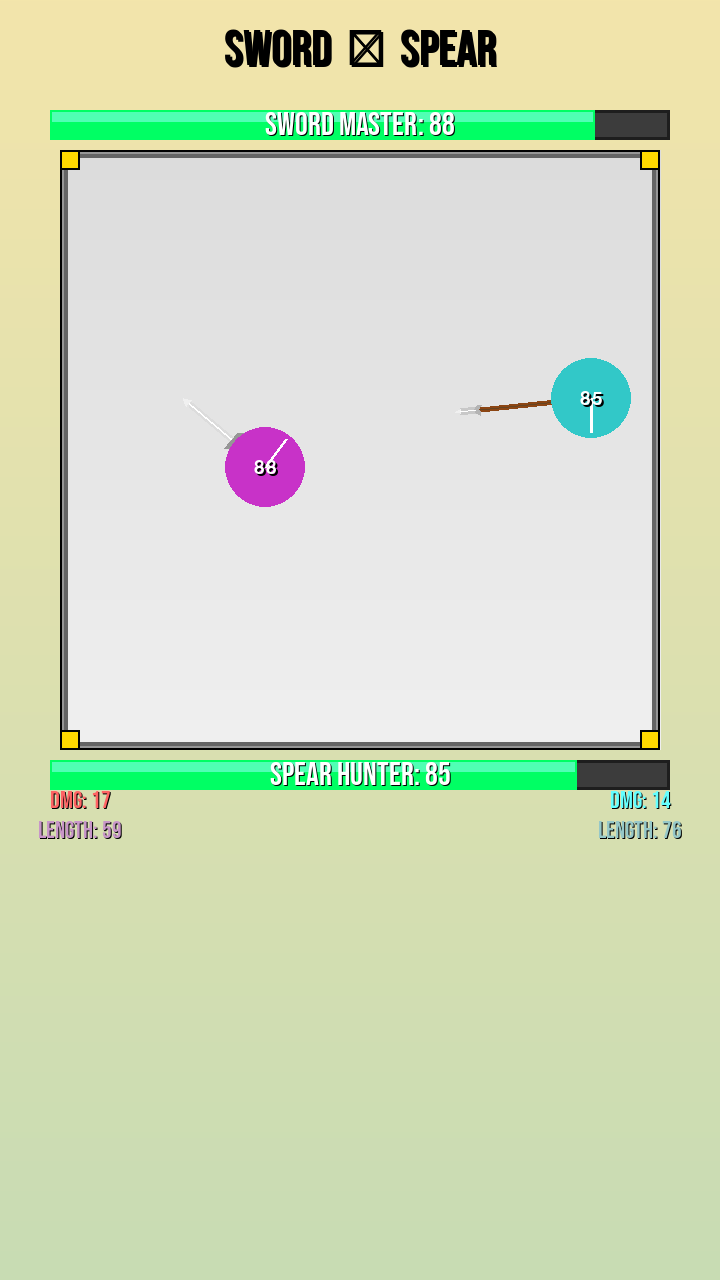 SWORD ☒ SPEAR
SWORD MASTER: 88
85
88
SPEAR HUNTER: 85
DMG: 17 DMG: 14
LENGTH: 59 LENGTH: 76